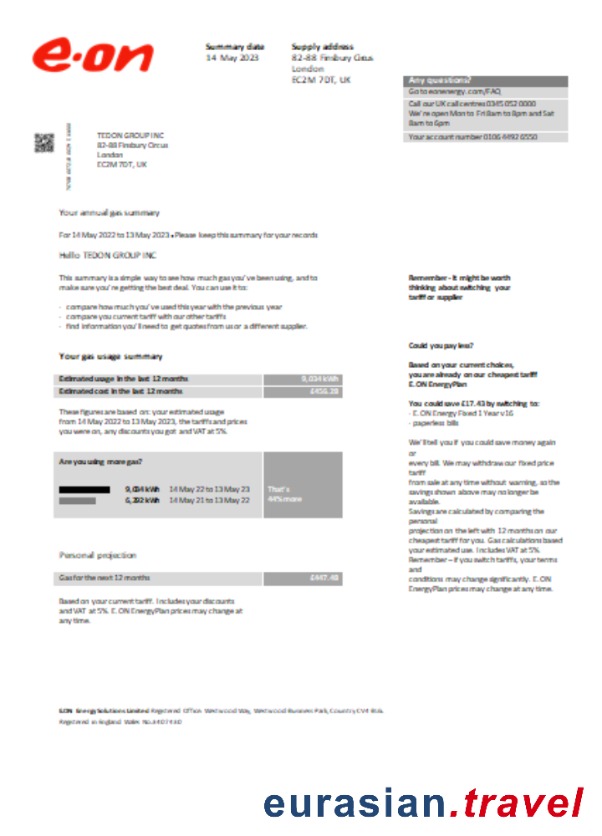 e·on
Summary date
14 May 2023
Supply address
82-88 Finsbury Circus
London
EC2M 7DT, UK
Any questions?
Go to eonenergy.com/FAQ
Call our UK call centres 0345 052 0000
We're open Mon to Fri 8am to 8pm and Sat
8am to 6pm
Your account number 0106 4492 6550
TEDON GROUP INC
82-88 Finsbury Circus
London
EC2M 7DT, UK
Your annual gas summary
For 14 May 2022 to 13 May 2023 • Please keep this summary for your records
Hello TEDON GROUP INC
This summary is a simple way to see how much gas you've been using, and to
make sure you're getting the best deal. You can use it to:
- compare how much you've used this year with the previous year
- compare you current tariff with our other tariffs
- find information you'll need to get quotes from us or a different supplier.
Your gas usage summary
Estimated usage in the last 12 months 9,034 kWh
Estimated cost in the last 12 months
These figures are based on: your estimated usage
from 14 May 2022 to 13 May 2023, the tariffs and prices
you were on, any discounts you got and VAT at 5%.
Are you using more gas?
9,034 kWh 14 May 22 to 13 May 23
6,292 kWh 14 May 21 to 13 May 22
That's
44% more
Personal projection
Gas for the next 12 months £447.48
Based on your current tariff. Includes your discounts
and VAT at 5%. E.ON EnergyPlan prices may change at
any time.
Remember - It might be worth
thinking about switching your
tariff or supplier
Could you pay less?
Based on your current choices,
you are already on our cheapest tariff
E.ON EnergyPlan
You could save £17.43 by switching to:
- E.ON Energy Fixed 1 Year v16
- paperless bills
We'll tell you if you could save money again
or
every bill. We may withdraw our fixed price
tariff
from sale at any time without warning, so the
savings shown above may no longer be
available.
Savings are calculated by comparing the
personal
projection on the left with 12 months on our
cheapest tariff for you. Gas calculations based
your estimated use. Includes VAT at 5%.
Remember – if you switch tariffs, your terms
and
conditions may change significantly. E.ON
EnergyPlan prices may change at any time.
E.ON Energy Solutions Limited Registered Office: Westwood Way, Westwood Business Park, Country CV4 8LG.
Registered in England Wales No.3407430
eurasian.travel